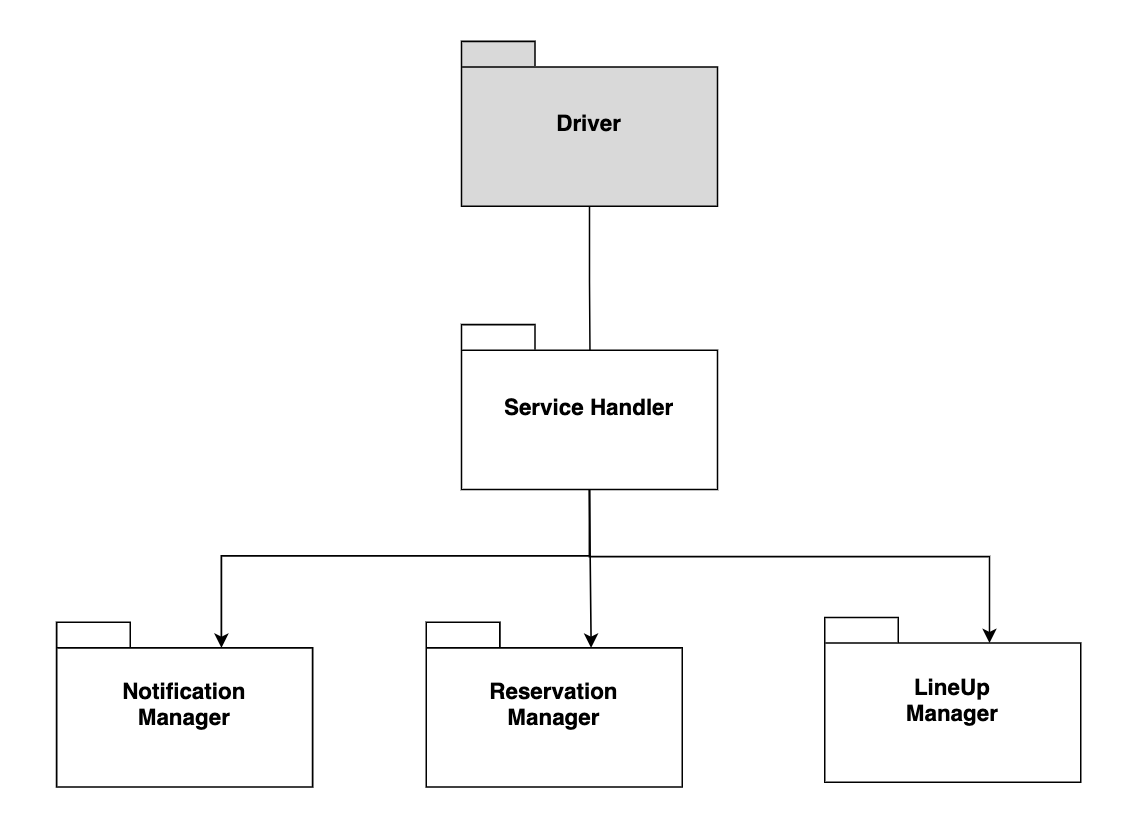 Driver
Service Handler
Notification
Manager
Reservation
Manager
LineUp
Manager